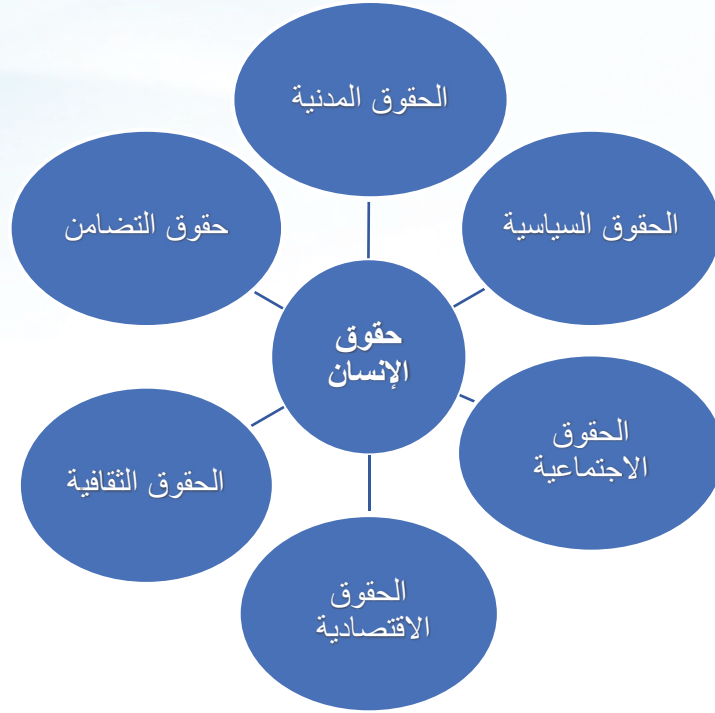 الحقوق المدنية
الحقوق السياسية
حقوق التضامن
حقوق
الإنسان
الحقوق
الاجتماعية
الحقوق الثقافية
الحقوق
الاقتصادية